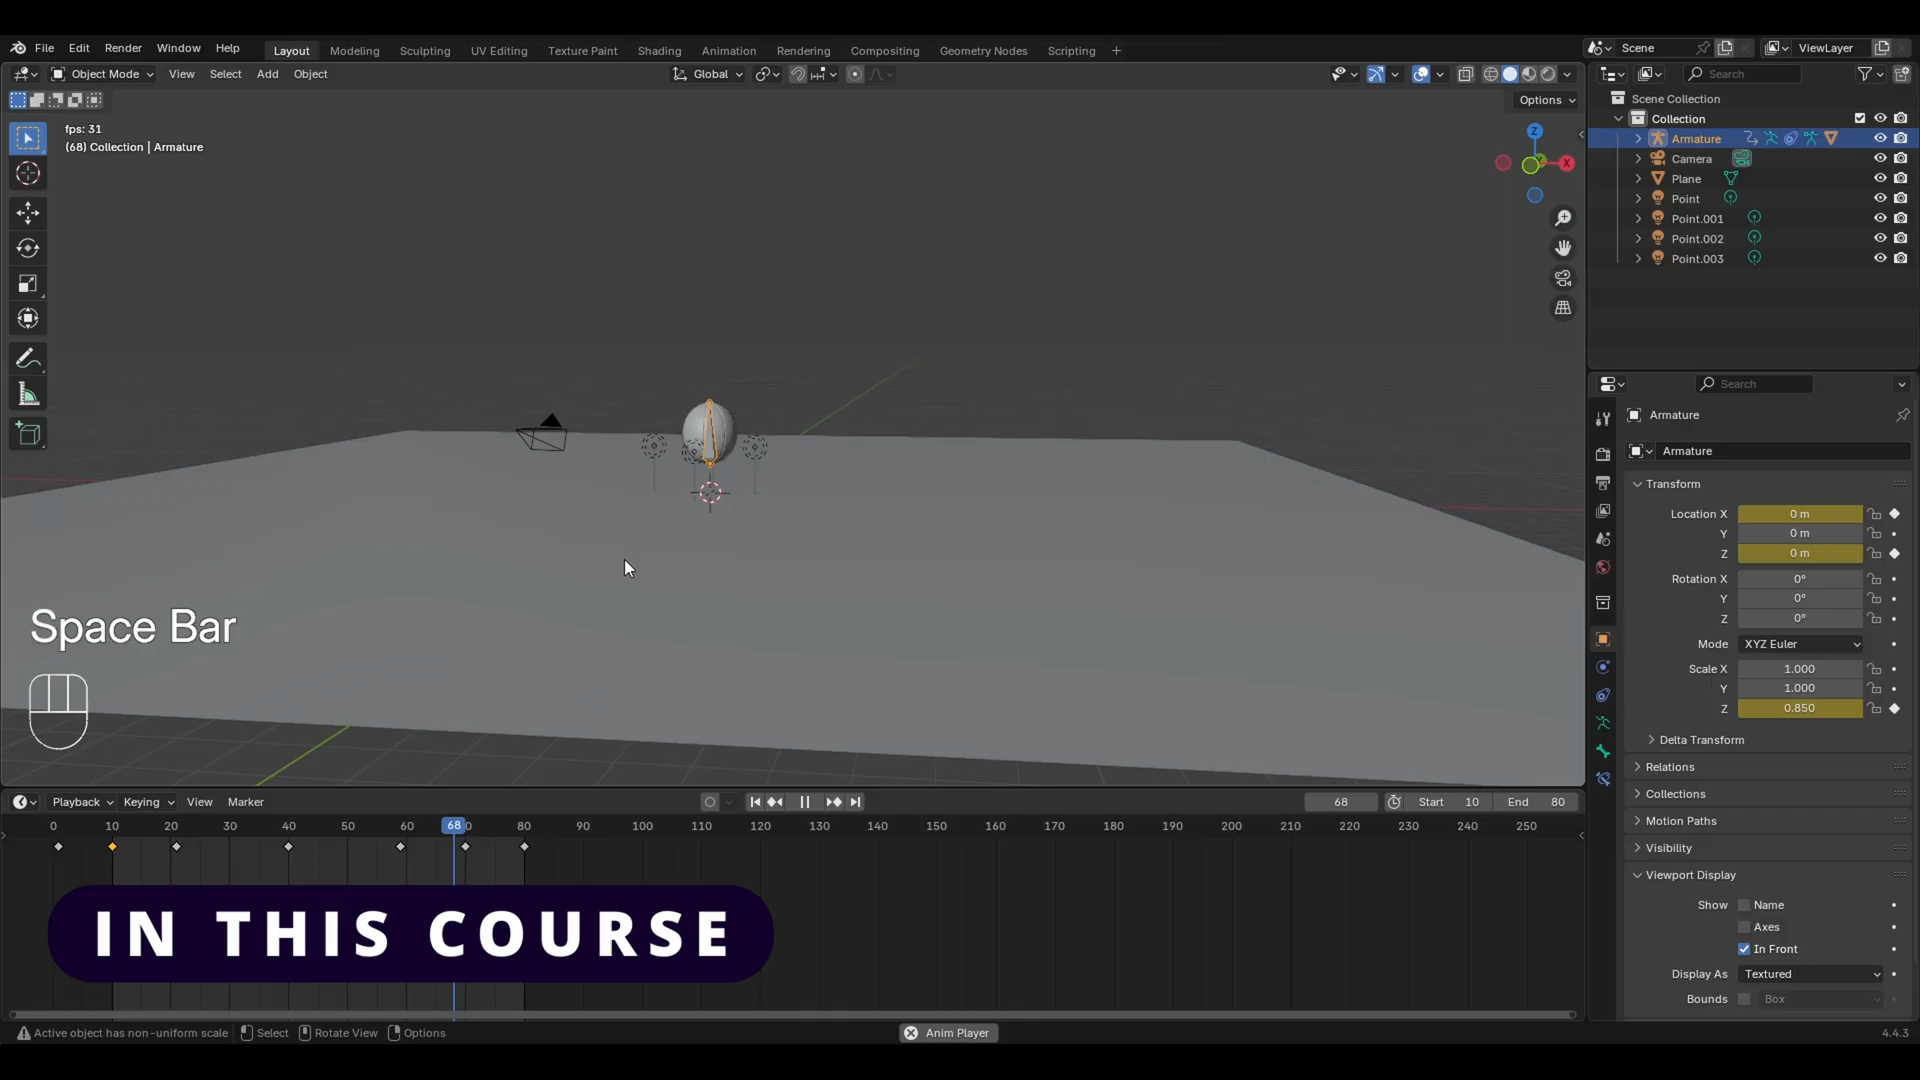 File Edit Render Window Help Layout Modeling Sculpting UV Editing Texture Paint Shading Animation Rendering Compositing Geometry Nodes Scripting + Scene ViewLayer
Object Mode View Select Add Object Global Search
Options
fps: 31
(68) Collection | Armature
Z
X
Scene Collection
Collection
Armature
Camera
Plane
Point
Point.001
Point.002
Point.003
Search
Armature
Armature
Transform
Location X 0 m
Y 0 m
Z 0 m
Rotation X 0°
Y 0°
Z 0°
Mode XYZ Euler
Scale X 1.000
Y 1.000
Z 0.850
Delta Transform
Relations
Collections
Motion Paths
Visibility
Viewport Display
Show Name
Axes
In Front
Display As Textured
Bounds Box
Space Bar
Playback Keying View Marker 68 Start 10 End 80
0 10 20 30 40 50 60 68 0 80 90 100 110 120 130 140 150 160 170 180 190 200 210 220 230 240 250
IN THIS COURSE
Active object has non-uniform scale Select Rotate View Options Anim Player 4.4.3